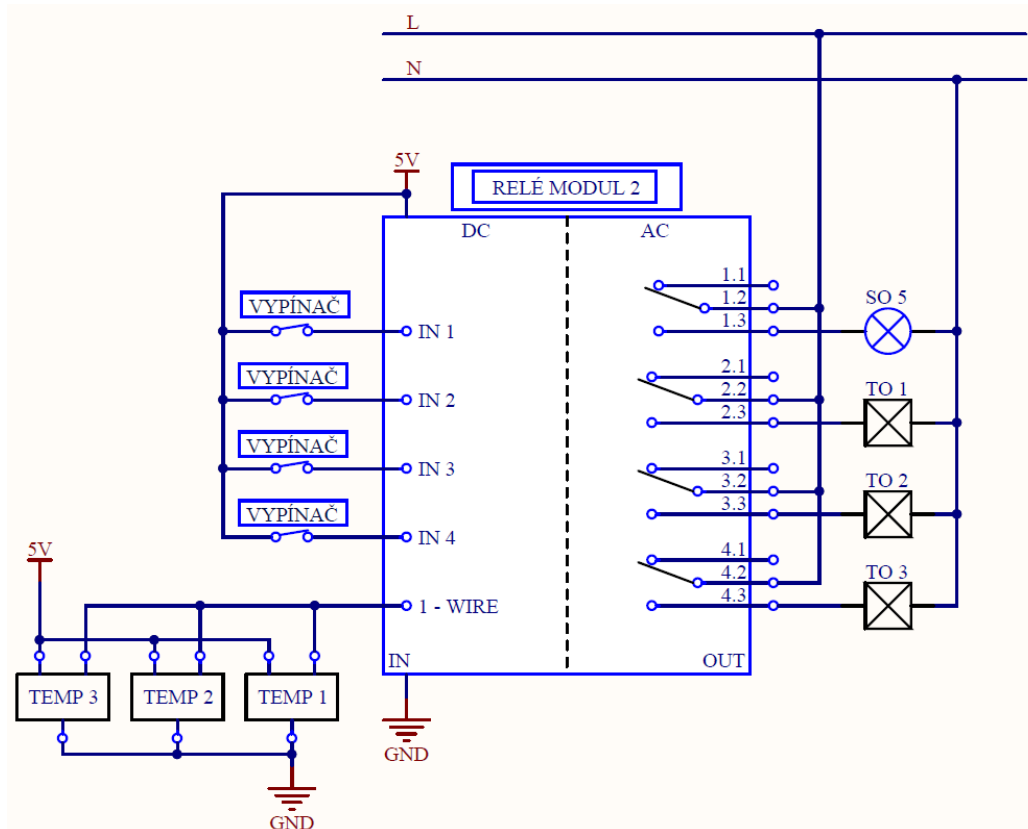 L
N
5V
RELÉ MODUL 2
DC
AC
VYPÍNAČ
IN 1
1.1
1.2
1.3
SO 5
VYPÍNAČ
IN 2
2.1
2.2
2.3
TO 1
VYPÍNAČ
IN 3
3.1
3.2
3.3
TO 2
VYPÍNAČ
IN 4
4.1
4.2
4.3
TO 3
5V
1 - WIRE
IN
OUT
TEMP 3
TEMP 2
TEMP 1
GND
GND